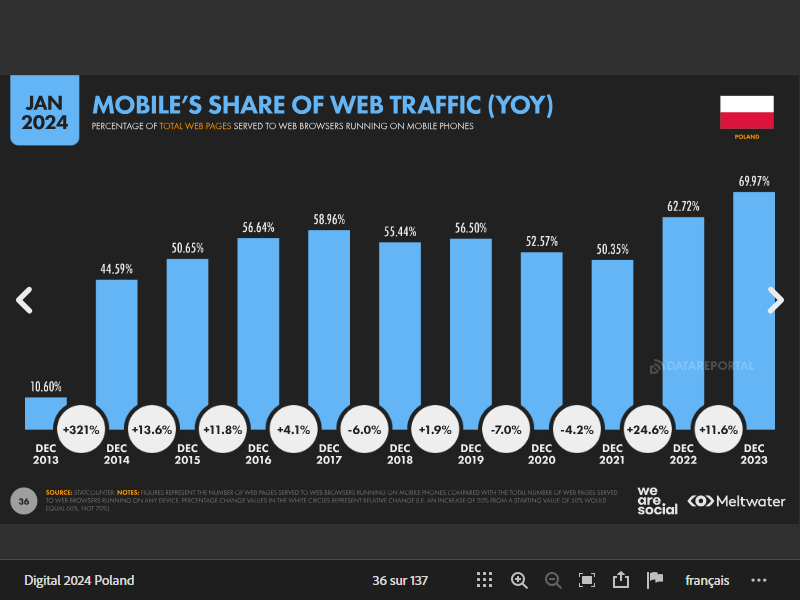 JAN
2024
MOBILE'S SHARE OF WEB TRAFFIC (YOY)
PERCENTAGE OF TOTAL WEB PAGES SERVED TO WEB BROWSERS RUNNING ON MOBILE PHONES
POLAND
10.60%
44.59%
50.65%
56.64%
58.96%
55.44%
56.50%
52.57%
50.35%
62.72%
69.97%
DATAREPORTAL
+321%
+13.6%
+11.8%
+4.1%
-6.0%
+1.9%
-7.0%
-4.2%
+24.6%
+11.6%
DEC
2013
DEC
2014
DEC
2015
DEC
2016
DEC
2017
DEC
2018
DEC
2019
DEC
2020
DEC
2021
DEC
2022
DEC
2023
36
SOURCE: STATCOUNTER. NOTES: FIGURES REPRESENT THE NUMBER OF WEB PAGES SERVED TO WEB BROWSERS RUNNING ON MOBILE PHONES COMPARED WITH THE TOTAL NUMBER OF WEB PAGES SERVED
TO WEB BROWSERS RUNNING ON ANY DEVICE. PERCENTAGE CHANGE VALUES IN THE WHITE CIRCLES REPRESENT RELATIVE CHANGE (I.E. AN INCREASE OF 20% FROM A STARTING VALUE OF 50% WOULD
EQUAL 60%, NOT 70%).
we
are.
social
Meltwater
Digital 2024 Poland
36 sur 137
français